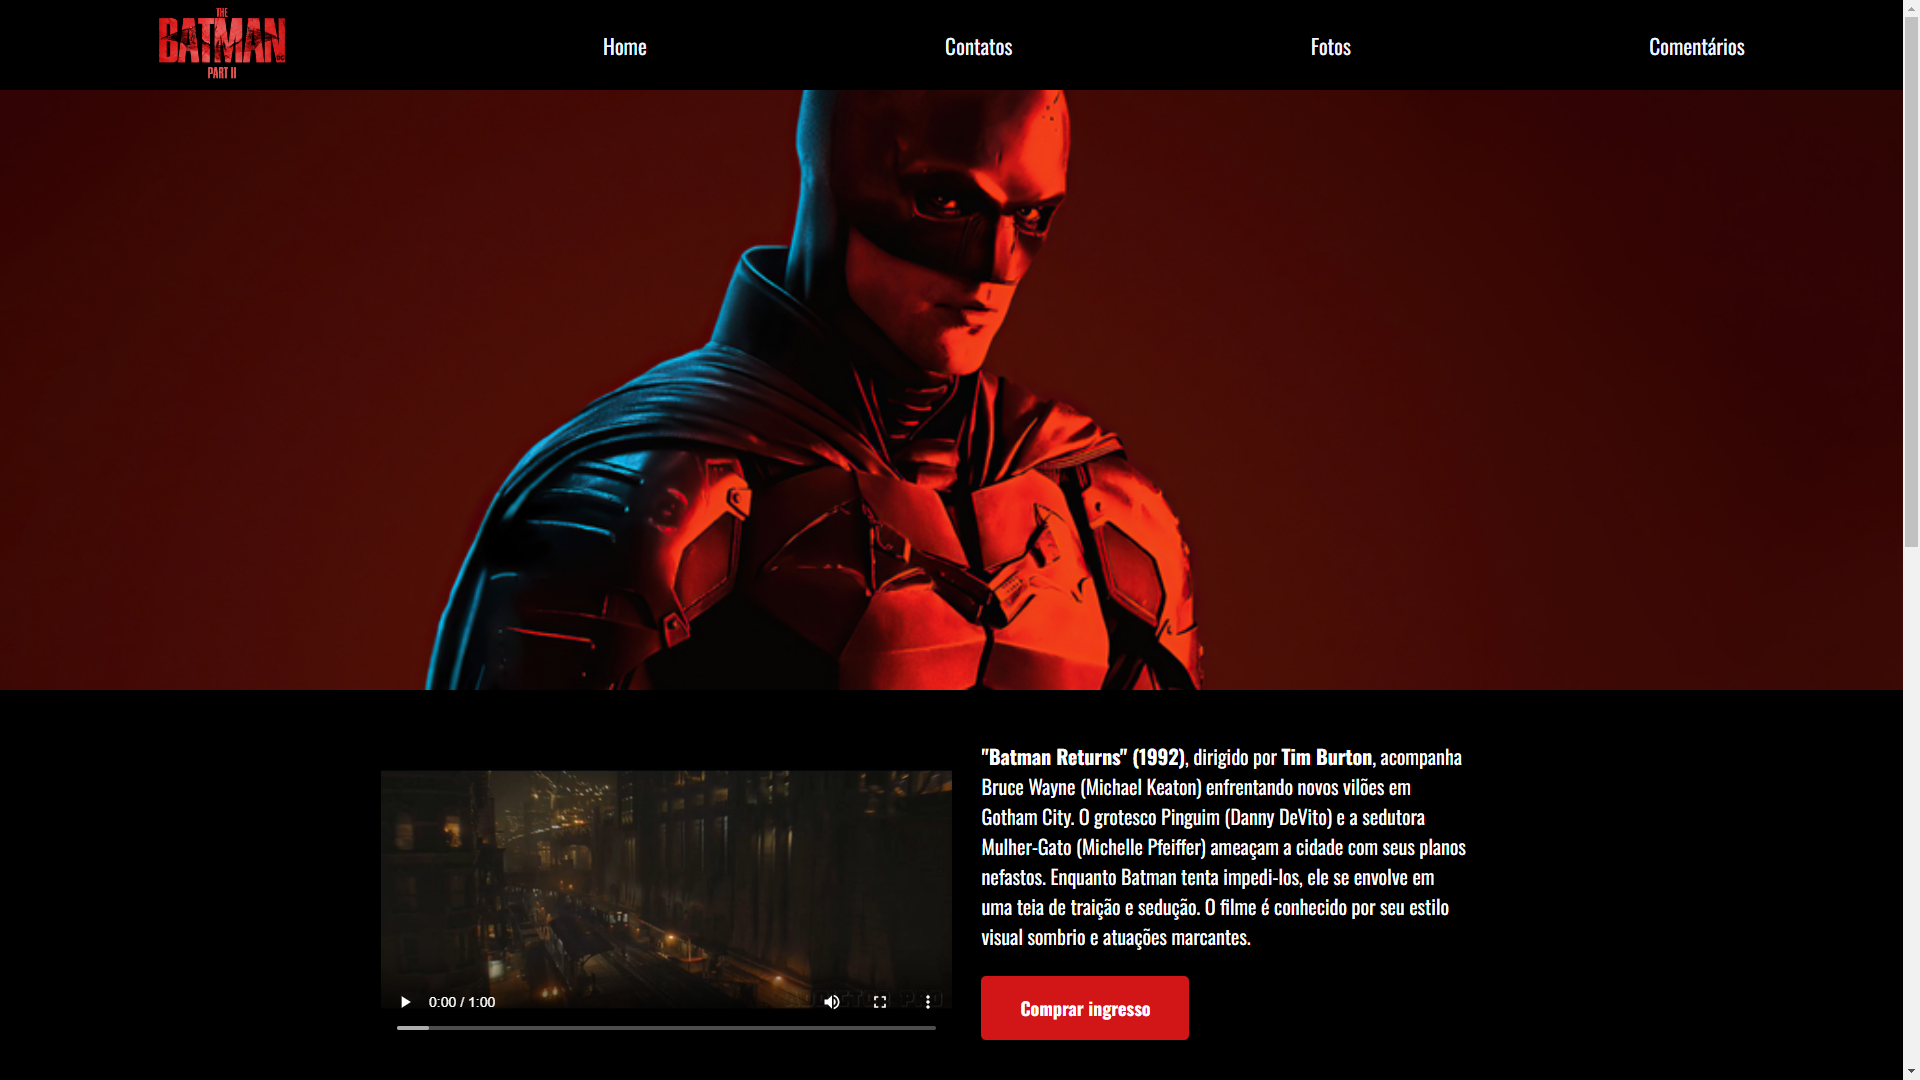 THE
BATMAN
PART II
Home
Contatos
Fotos
Comentários
"Batman Returns" (1992), dirigido por Tim Burton, acompanha
Bruce Wayne (Michael Keaton) enfrentando novos vilões em
Gotham City. O grotesco Pinguim (Danny DeVito) e a sedutora
Mulher-Gato (Michelle Pfeiffer) ameaçam a cidade com seus planos
nefastos. Enquanto Batman tenta impedi-los, ele se envolve em
uma teia de traição e sedução. O filme é conhecido por seu estilo
visual sombrio e atuações marcantes.
0:00 / 1:00
Comprar ingresso